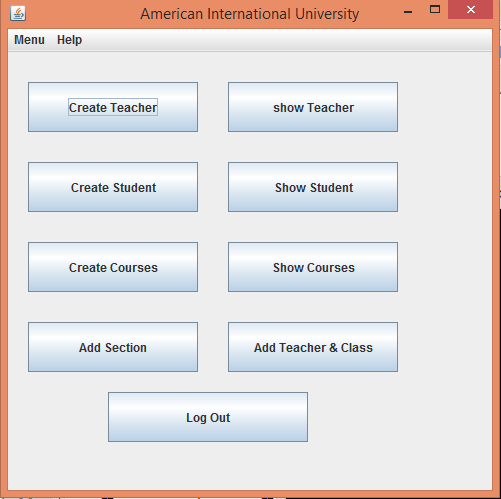 American International University
Menu Help
Create Teacher show Teacher
Create Student Show Student
Create Courses Show Courses
Add Section Add Teacher & Class
Log Out